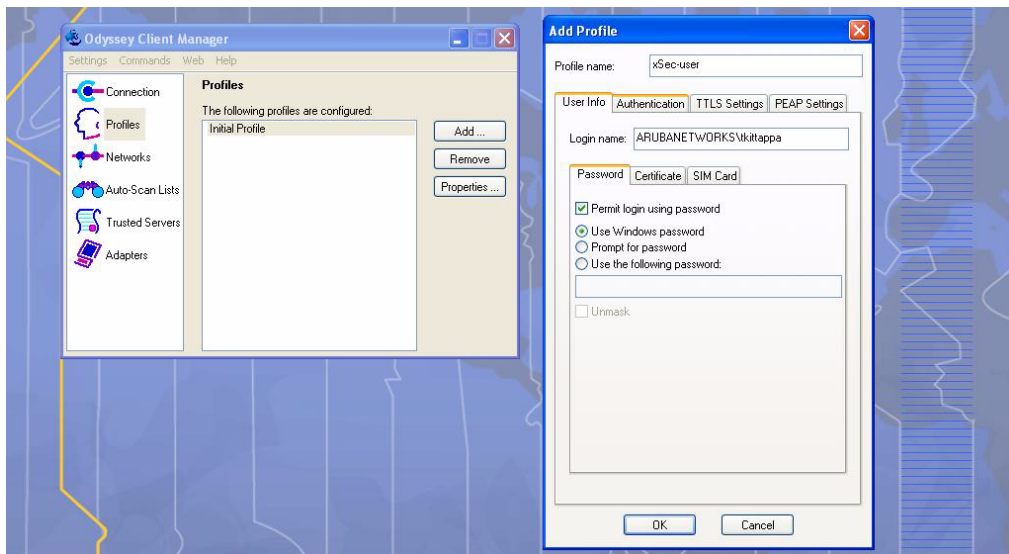 Odyssey Client Manager
Settings Commands Web Help
Connection
Profiles
Networks
Auto-Scan Lists
Trusted Servers
Adapters
Profiles
The following profiles are configured:
Initial Profile
Add ...
Remove
Properties ...
Add Profile
Profile name: xSec-user
User Info Authentication TTLS Settings PEAP Settings
Login name: ARUBANETWORKS\tkittappa
Password Certificate SIM Card
Permit login using password
Use Windows password
Prompt for password
Use the following password:
Unmask
OK Cancel